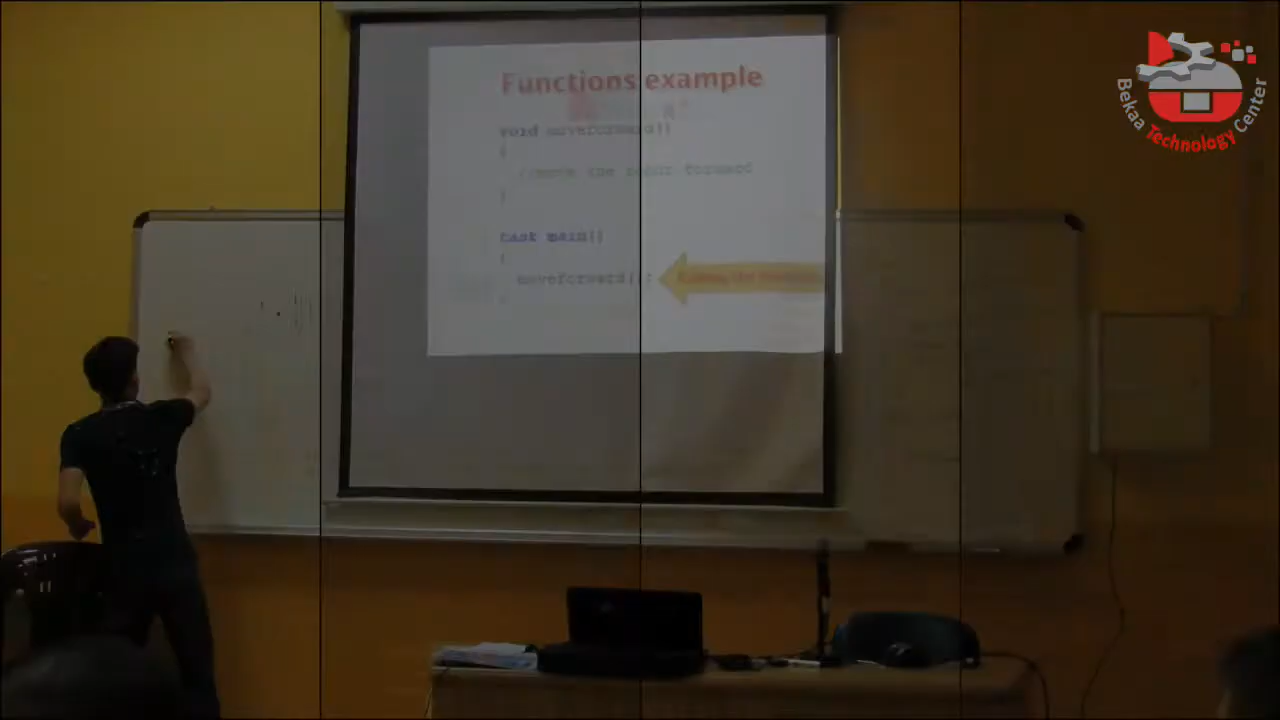 Functions example
void moveforward()
{
//move the robot forward
}
task main()
{
moveforward();
}
Bekaa Technology Center